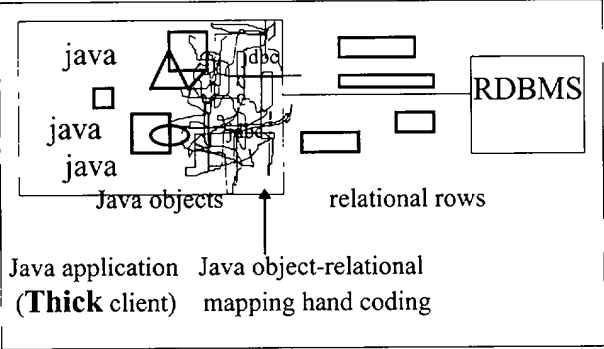 java
jdbc
RDBMS
java
jdbc
java
Java objects
relational rows
Java application
(Thick client)
Java object-relational
mapping hand coding